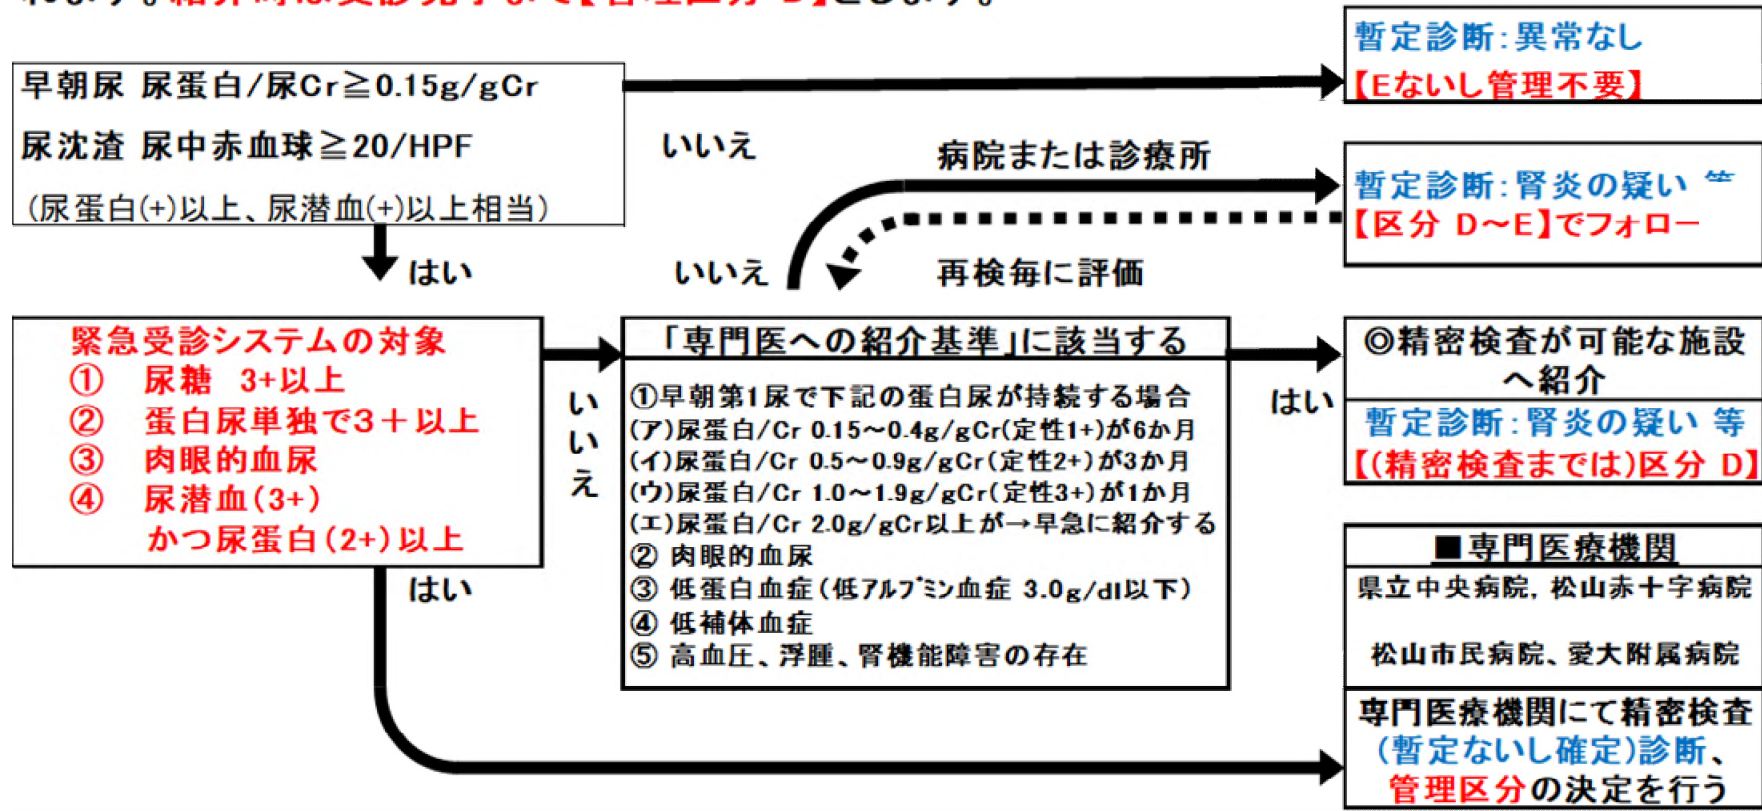 紹介時は受診完了まで【管理区分 D】とします。
早朝尿 尿蛋白/尿Cr≧0.15g/gCr
尿沈渣 尿中赤血球≧20/HPF
(尿蛋白(+)以上、尿潜血(+)以上相当)
いいえ
暫定診断:異常なし
【Eないし管理不要】
はい
いいえ
病院または診療所
再検毎に評価
暫定診断:腎炎の疑い 等
【区分 D~E】でフォロー
緊急受診システムの対象
① 尿糖 3+以上
② 蛋白尿単独で3+以上
③ 肉眼的血尿
④ 尿潜血(3+)
かつ尿蛋白(2+)以上
いいえ
はい
「専門医への紹介基準」に該当する
①早朝第1尿で下記の蛋白尿が持続する場合
(ア)尿蛋白/Cr 0.15~0.4g/gCr(定性1+)が6か月
(イ)尿蛋白/Cr 0.5~0.9g/gCr(定性2+)が3か月
(ウ)尿蛋白/Cr 1.0~1.9g/gCr(定性3+)が1か月
(エ)尿蛋白/Cr 2.0g/gCr以上が→早急に紹介する
② 肉眼的血尿
③ 低蛋白血症(低アルブミン血症 3.0g/dl以下)
④ 低補体血症
⑤ 高血圧、浮腫、腎機能障害の存在
はい
◎精密検査が可能な施設
へ紹介
暫定診断:腎炎の疑い 等
【(精密検査までは)区分 D】
■専門医療機関
県立中央病院, 松山赤十字病院
松山市民病院、愛大附属病院
専門医療機関にて精密検査
(暫定ないし確定)診断、
管理区分の決定を行う